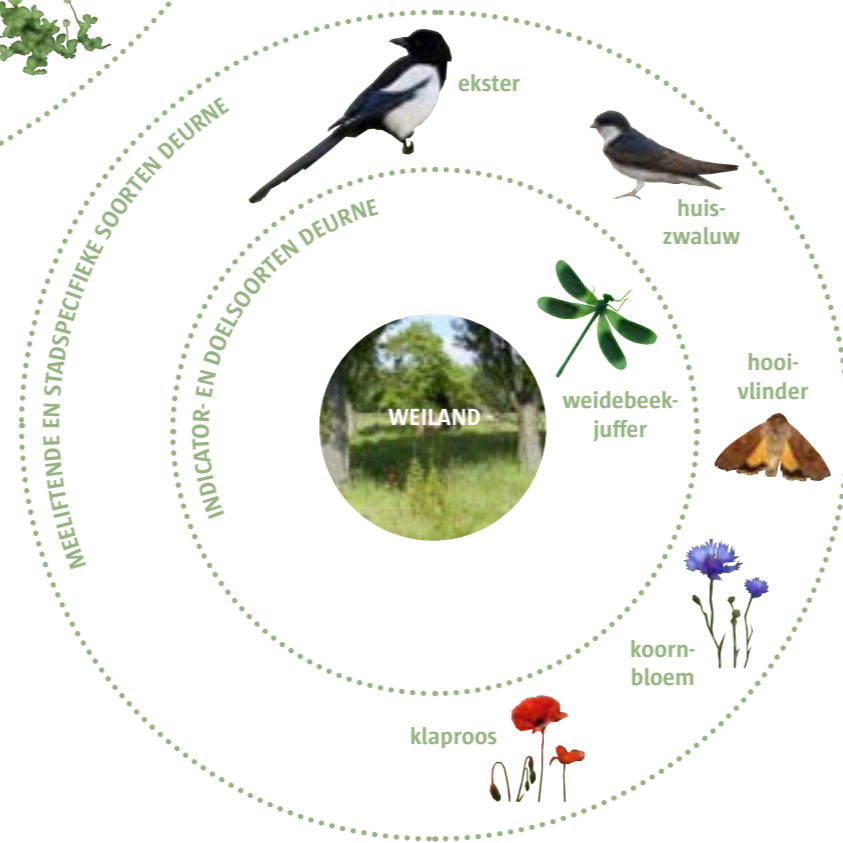 ekster
huis-
zwaluw
MEELIFTENDE EN STADSPECIFIEKE SOORTEN DEURNE
INDICATOR- EN DOELSOORTEN DEURNE
weidebeek-
juffer
hooi-
vlinder
WEILAND
koorn-
bloem
klaproos